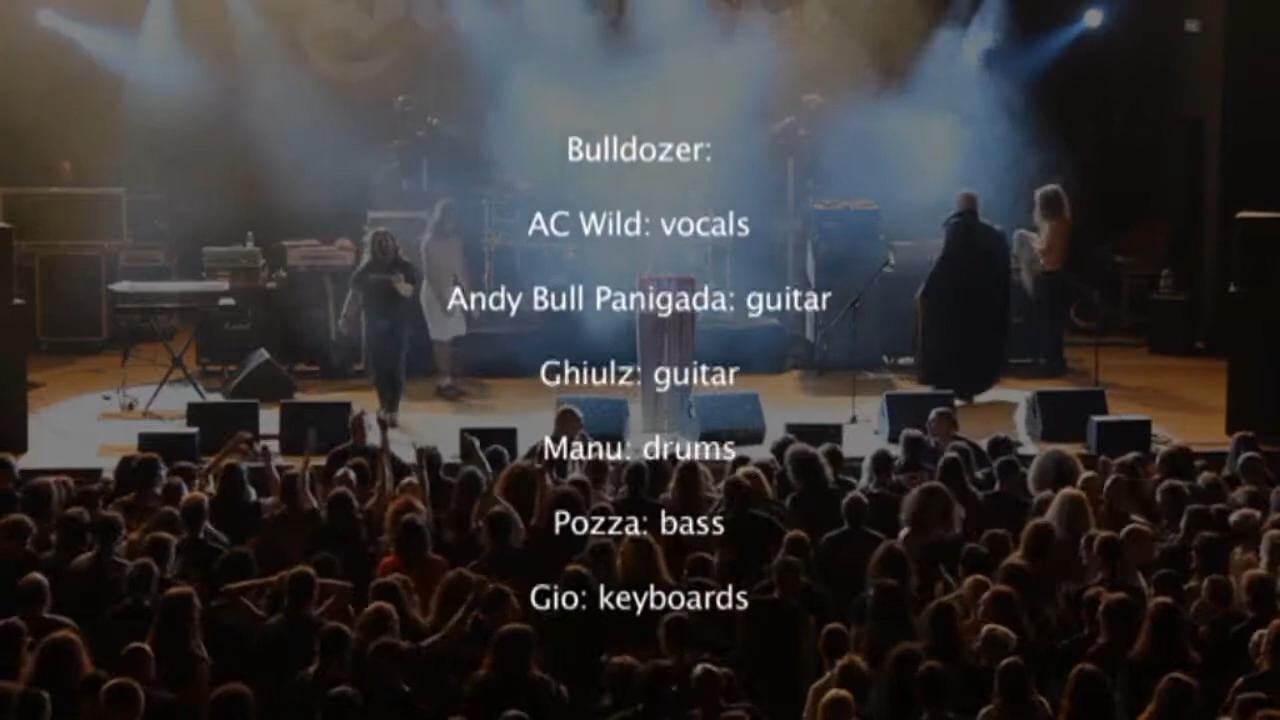 Bulldozer:
AC Wild: vocals
Andy Bull Panigada: guitar
Ghiulz: guitar
Manu: drums
Pozza: bass
Gio: keyboards